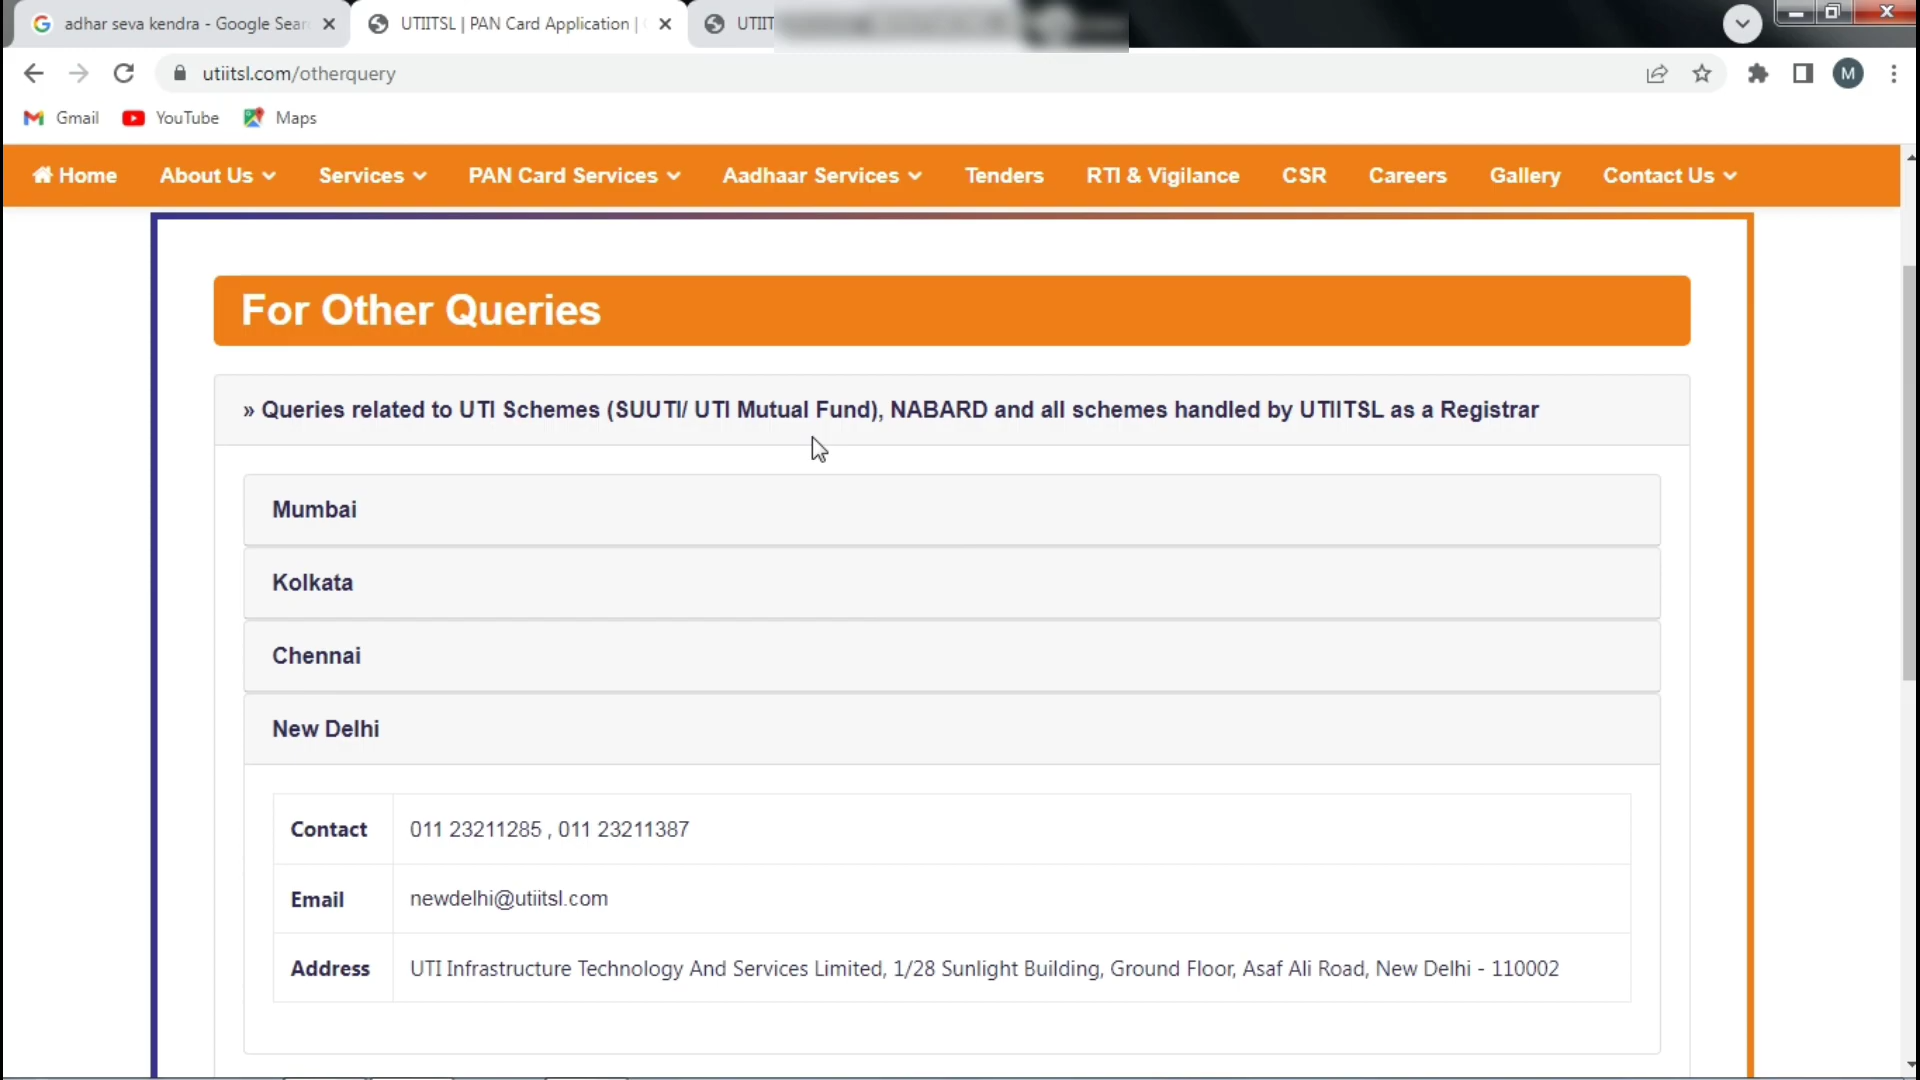 adhar seva kendra - Google Sear
UTIITSL | PAN Card Application |
UTIIT
utiitsl.com/otherquery
M
Gmail
YouTube
Maps
Home
About Us
Services
PAN Card Services
Aadhaar Services
Tenders
RTI & Vigilance
CSR
Careers
Gallery
Contact Us
For Other Queries
» Queries related to UTI Schemes (SUUTI/ UTI Mutual Fund), NABARD and all schemes handled by UTIITSL as a Registrar
Mumbai
Kolkata
Chennai
New Delhi
Contact 011 23211285 , 011 23211387
Email newdelhi@utiitsl.com
Address UTI Infrastructure Technology And Services Limited, 1/28 Sunlight Building, Ground Floor, Asaf Ali Road, New Delhi - 110002